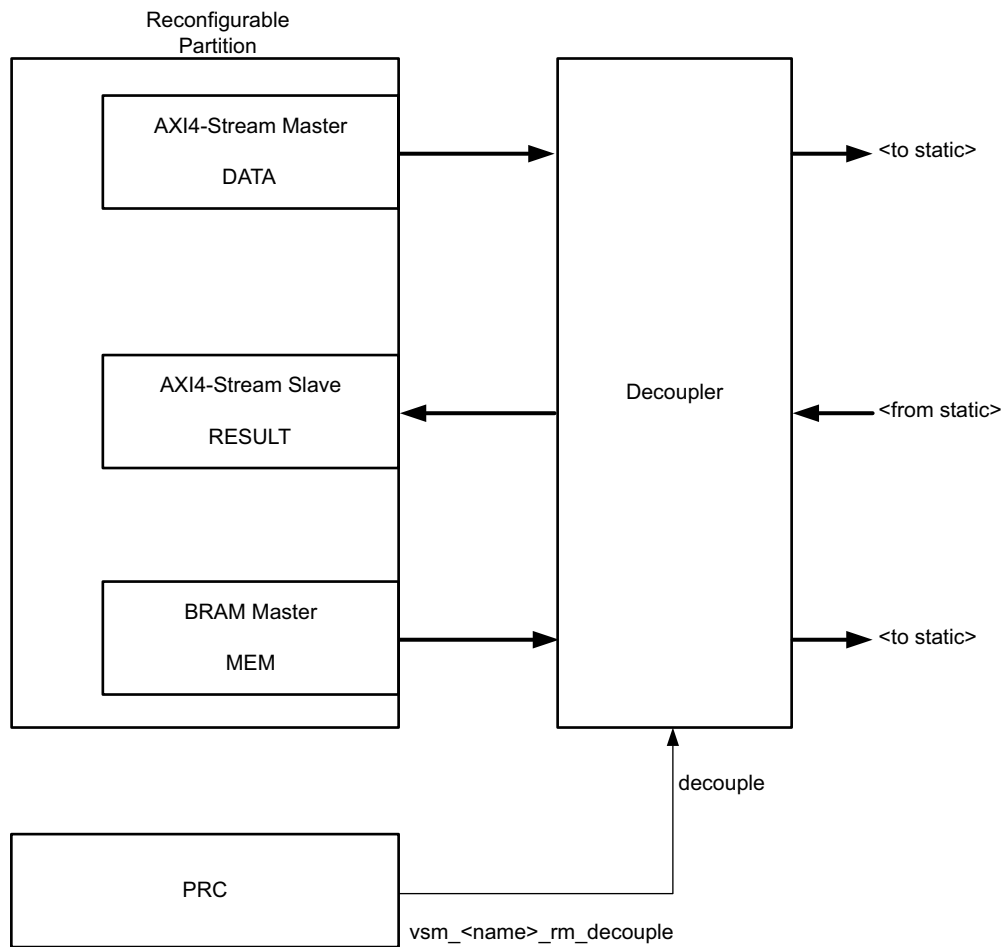 Reconfigurable
Partition
AXI4-Stream Master
DATA
<to static>
AXI4-Stream Slave
RESULT
Decoupler
<from static>
BRAM Master
MEM
<to static>
decouple
PRC
vsm_<name>_rm_decouple